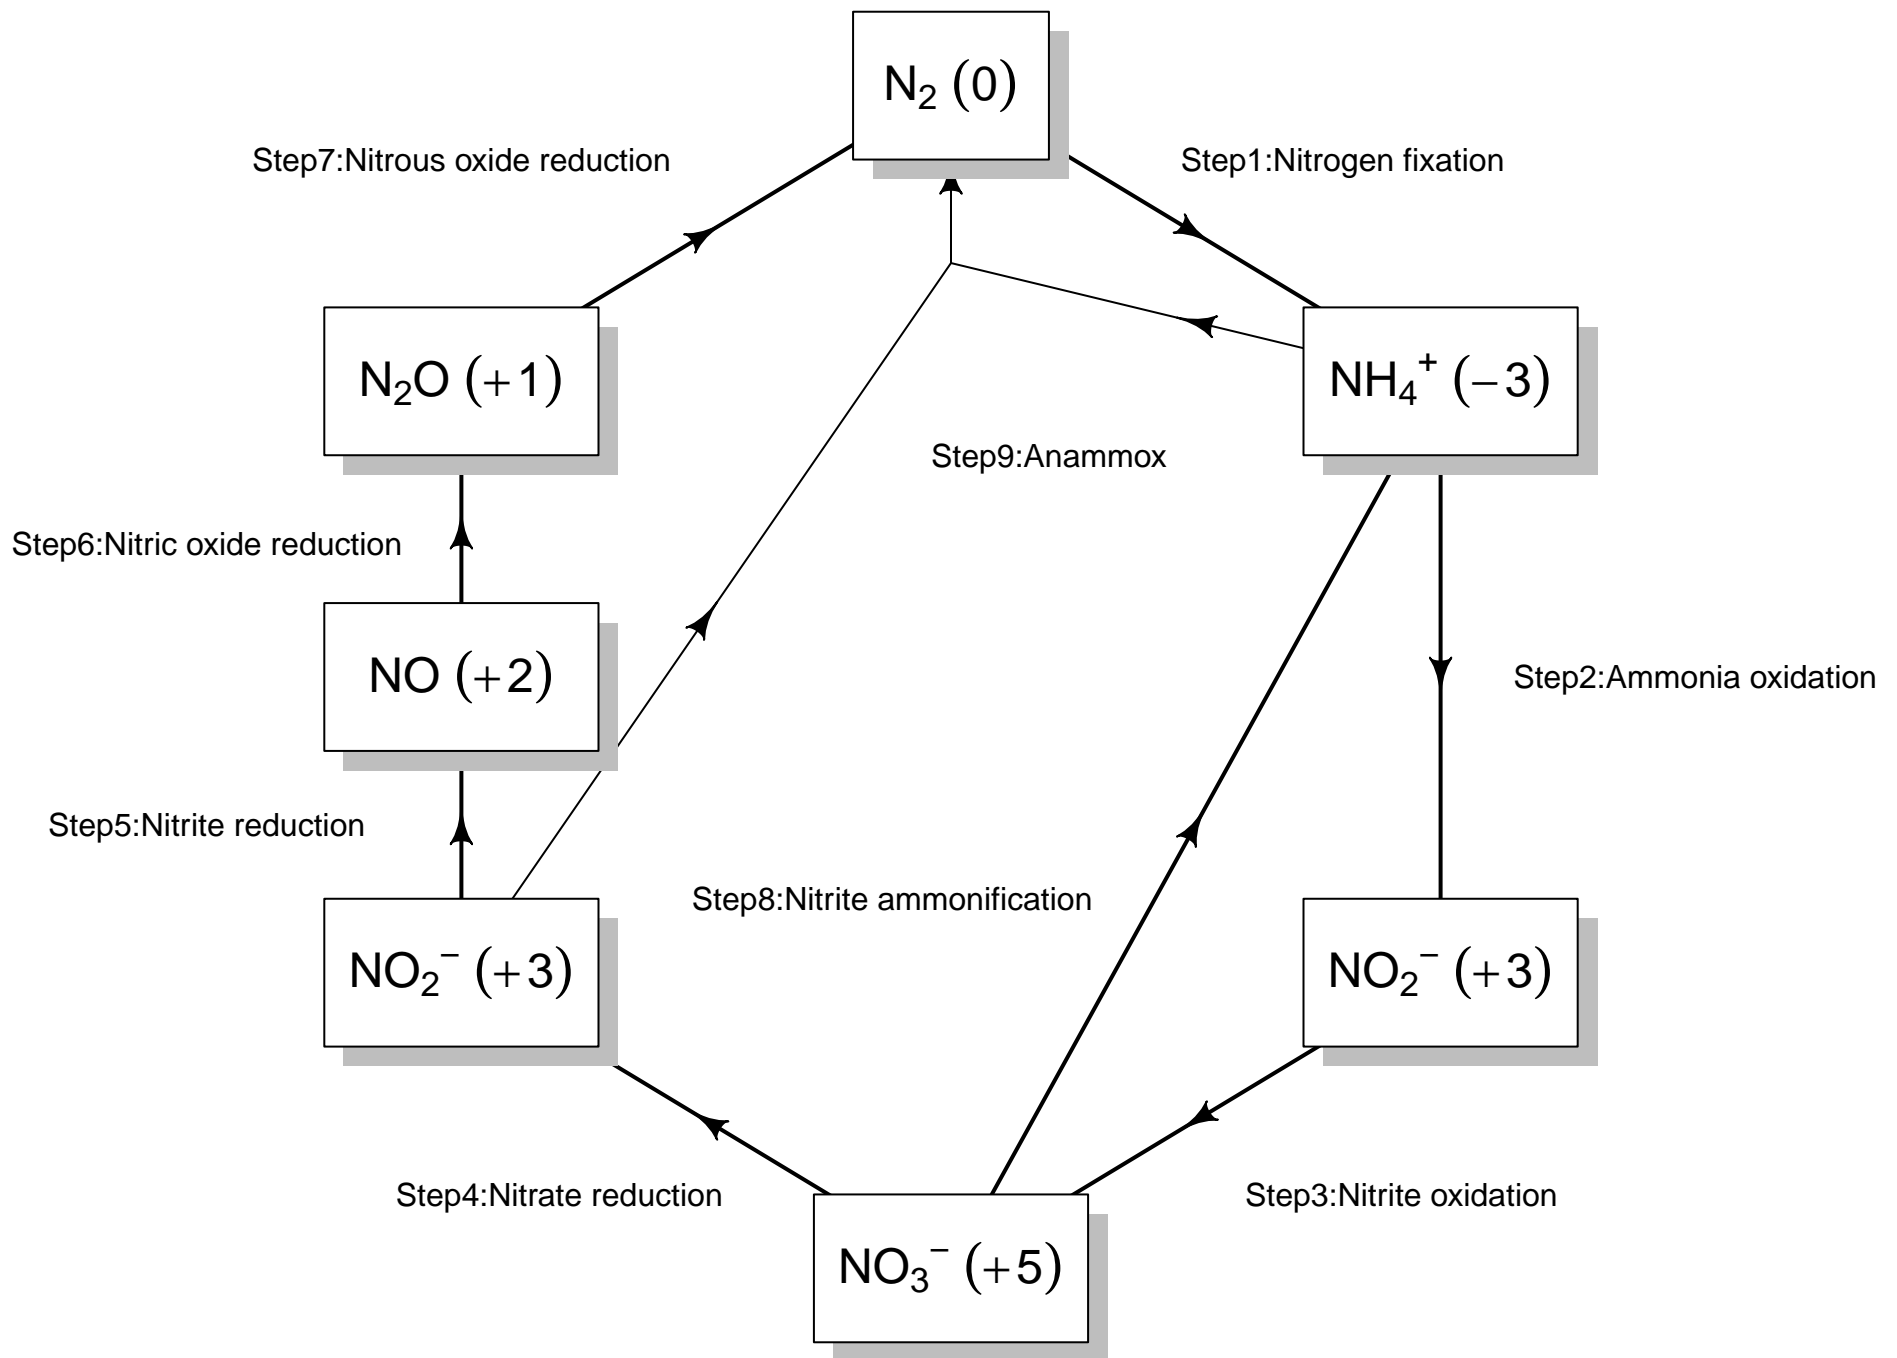 N₂ (0)
Step7:Nitrous oxide reduction
Step1:Nitrogen fixation
N₂O (+1)
NH₄⁺ (−3)
Step9:Anammox
Step6:Nitric oxide reduction
NO (+2)
Step2:Ammonia oxidation
Step5:Nitrite reduction
Step8:Nitrite ammonification
NO₂⁻ (+3)
NO₂⁻ (+3)
Step4:Nitrate reduction
Step3:Nitrite oxidation
NO₃⁻ (+5)